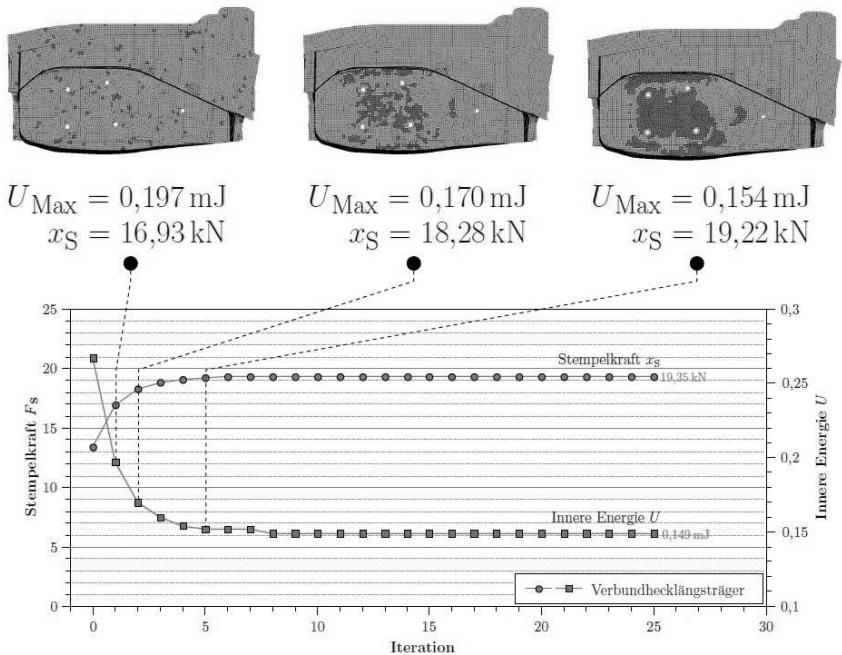 U_Max = 0,197 mJ
x_S = 16,93 kN
U_Max = 0,170 mJ
x_S = 18,28 kN
U_Max = 0,154 mJ
x_S = 19,22 kN
25
20
15
10
5
0
Stempelkraft F_S
0,3
0,25
0,2
0,15
0,1
Innere Energie U
Stempelkraft x_S
19,35 kN
Innere Energie U
0,149 mJ
Verbundhecklängsträger
0 5 10 15 20 25 30
Iteration